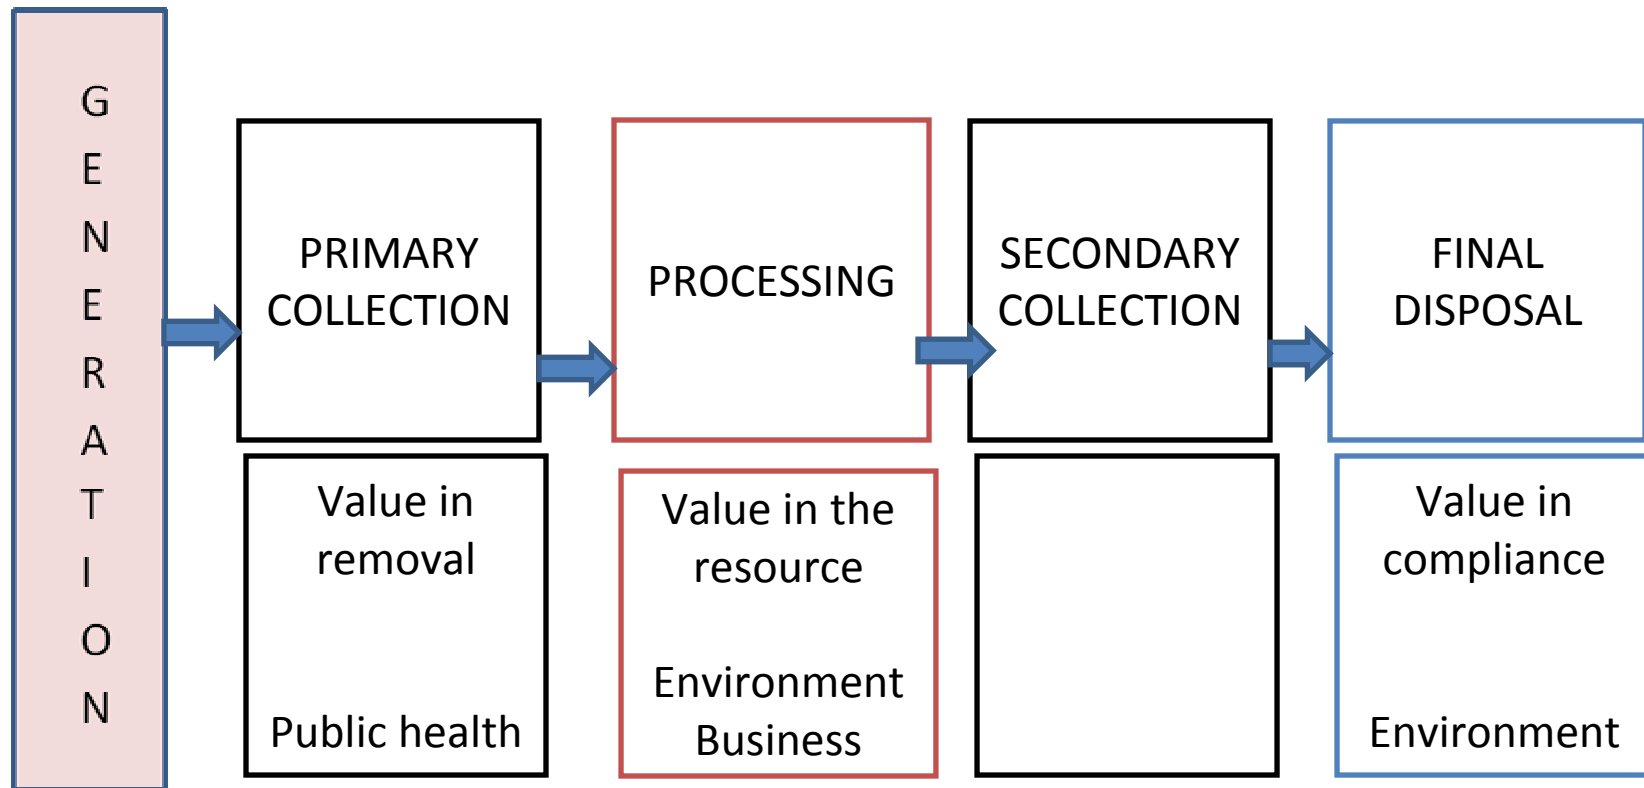 G
E
N
E
R
A
T
I
O
N
PRIMARY
COLLECTION
PROCESSING
SECONDARY
COLLECTION
FINAL
DISPOSAL
Value in
removal
Public health
Value in the
resource
Environment
Business
Value in
compliance
Environment